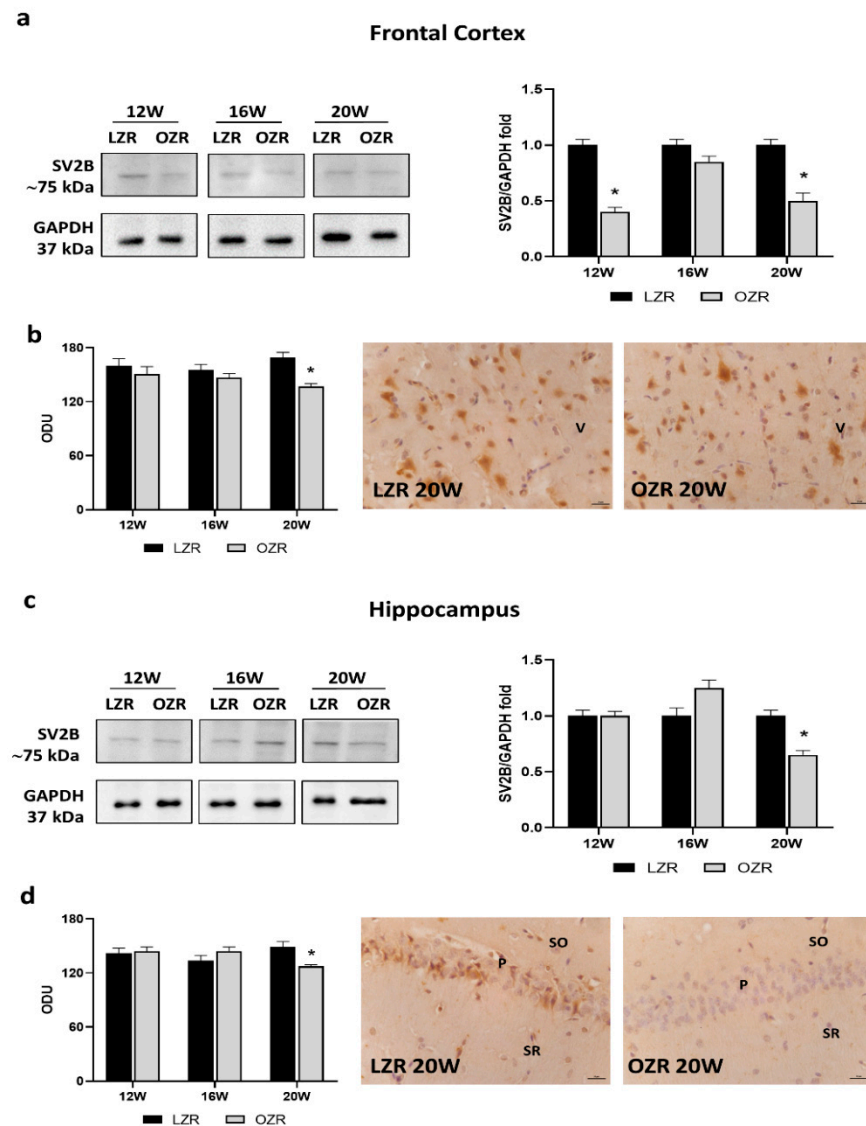 a
Frontal Cortex
12W 16W 20W
LZR OZR LZR OZR LZR OZR
SV2B
~75 kDa
GAPDH
37 kDa
SV2B/GAPDH fold
1.5
1.0
0.5
0.0
* *
12W 16W 20W
LZR OZR
b
ODU
180
120
60
0
*
12W 16W 20W
LZR OZR
V
LZR 20W
V
OZR 20W
c
Hippocampus
12W 16W 20W
LZR OZR LZR OZR LZR OZR
SV2B
~75 kDa
GAPDH
37 kDa
SV2B/GAPDH fold
1.5
1.0
0.5
0.0
*
12W 16W 20W
LZR OZR
d
ODU
180
120
60
0
*
12W 16W 20W
LZR OZR
SO
P
SR
LZR 20W
SO
P
SR
OZR 20W